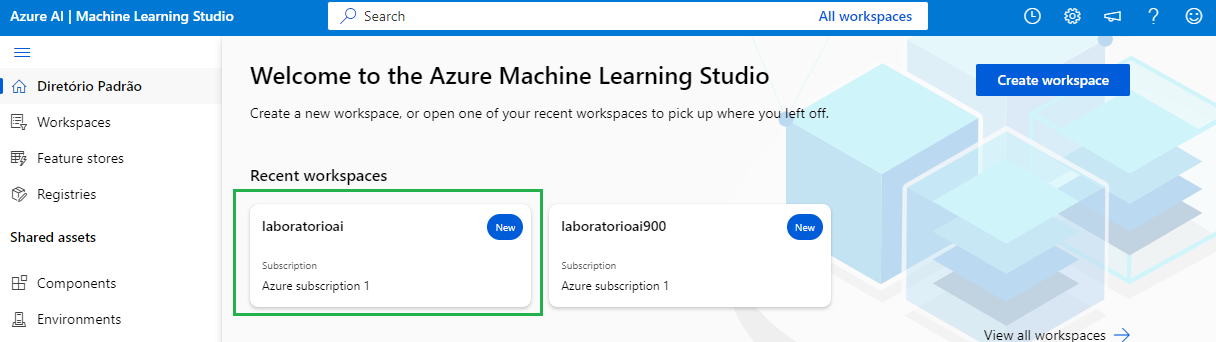 Azure AI | Machine Learning Studio
Search
All workspaces
Diretório Padrão
Workspaces
Feature stores
Registries
Shared assets
Components
Environments
Welcome to the Azure Machine Learning Studio
Create workspace
Create a new workspace, or open one of your recent workspaces to pick up where you left off.
Recent workspaces
laboratorioai
New
Subscription
Azure subscription 1
laboratorioai900
New
Subscription
Azure subscription 1
View all workspaces